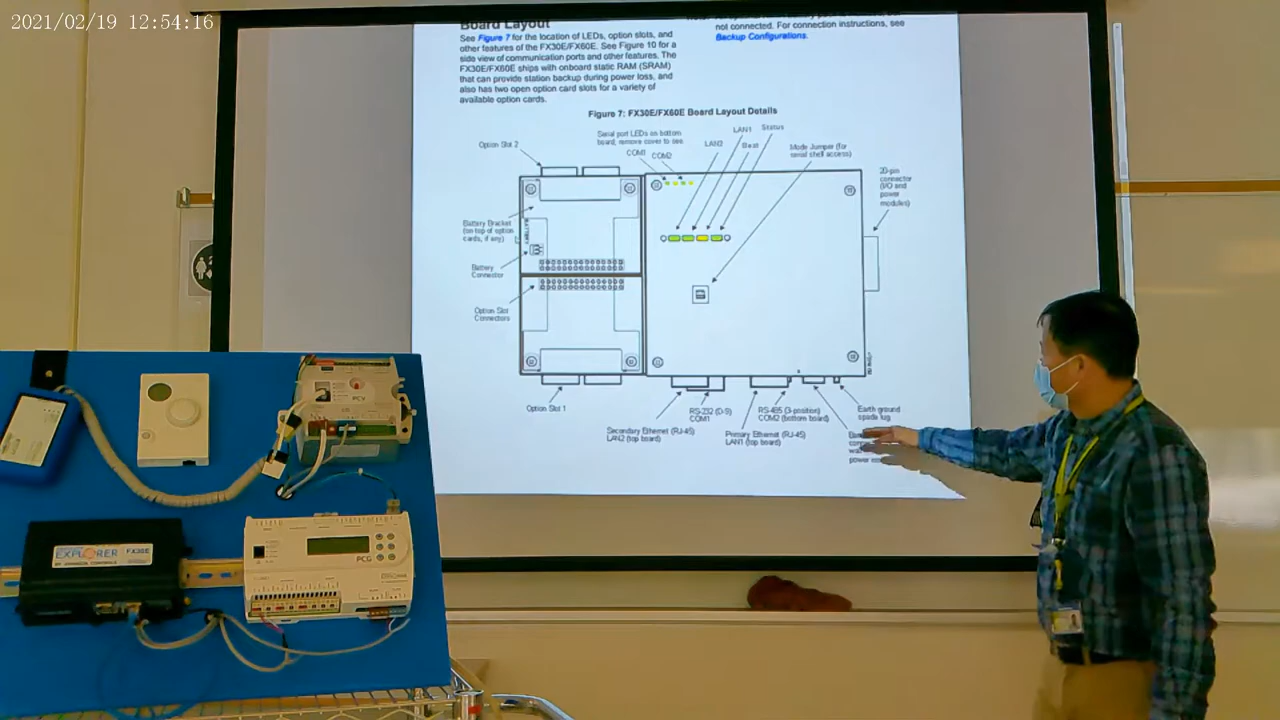 2021/02/19 12:54:16
Board Layout
See Figure 7 for the location of LEDs, option slots, and
other features of the FX30E/FX60E. See Figure 10 for a
side view of communication ports and other features. The
FX30E/FX60E ships with onboard static RAM (SRAM)
that can provide station backup during power loss, and
also has two open option card slots for a variety of
available option cards.
not connected. For connection instructions, see
Backup Configurations.
Figure 7: FX30E/FX60E Board Layout Details
Option Slot 2
Serial port LEDs on bottom
board, remove cover to see.
COM1
COM2
LAN2
LAN1
Beat
Status
Mode Jumper (for
serial shell access)
20-pin
connector
(I/O and
power
modules)
Battery Bracket
(on top of option
cards, if any)
BATTERY
Battery
Connector
Option Slot
Connectors
Option Slot 1
Secondary Ethernet (RJ-45)
LAN2 (top board)
RS-232 (D-9)
COM1
Primary Ethernet (RJ-45)
LAN1 (top board)
RS-485 (3-position)
COM2 (bottom board)
Earth ground
spade lug
power
EXPLORER
FX30E
BY JOHNSON CONTROLS
PCG
PCV